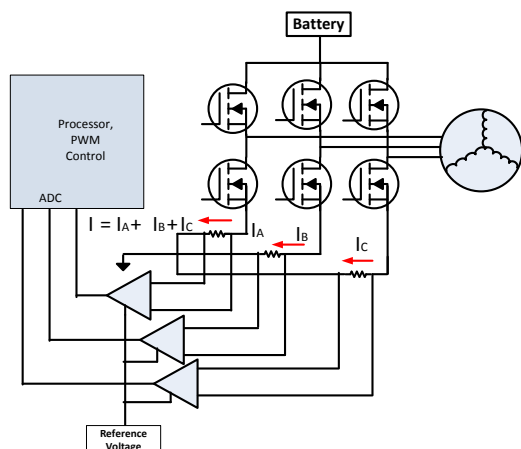 Battery
Processor,
PWM
Control
ADC
I = IA+ IB+IC
IA
IB
IC
Reference
Voltage